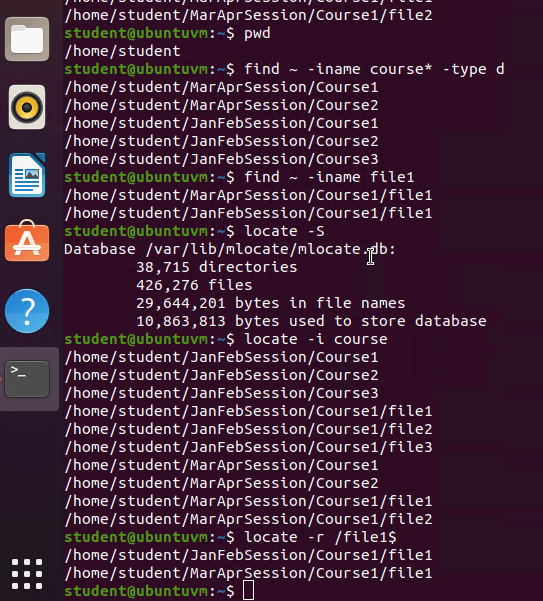 /home/student/MarAprSession/Course1/file1
/home/student/MarAprSession/Course1/file2
student@ubuntuvm:~$ pwd
/home/student
student@ubuntuvm:~$ find ~ -iname course* -type d
/home/student/MarAprSession/Course1
/home/student/MarAprSession/Course2
/home/student/JanFebSession/Course1
/home/student/JanFebSession/Course2
/home/student/JanFebSession/Course3
student@ubuntuvm:~$ find ~ -iname file1
/home/student/MarAprSession/Course1/file1
/home/student/JanFebSession/Course1/file1
student@ubuntuvm:~$ locate -S
Database /var/lib/mlocate/mlocate.db:
        38,715 directories
        426,276 files
        29,644,201 bytes in file names
        10,863,813 bytes used to store database
student@ubuntuvm:~$ locate -i course
/home/student/JanFebSession/Course1
/home/student/JanFebSession/Course2
/home/student/JanFebSession/Course3
/home/student/JanFebSession/Course1/file1
/home/student/JanFebSession/Course1/file2
/home/student/JanFebSession/Course1/file3
/home/student/MarAprSession/Course1
/home/student/MarAprSession/Course2
/home/student/MarAprSession/Course1/file1
/home/student/MarAprSession/Course1/file2
student@ubuntuvm:~$ locate -r /file1$
/home/student/JanFebSession/Course1/file1
/home/student/MarAprSession/Course1/file1
student@ubuntuvm:~$